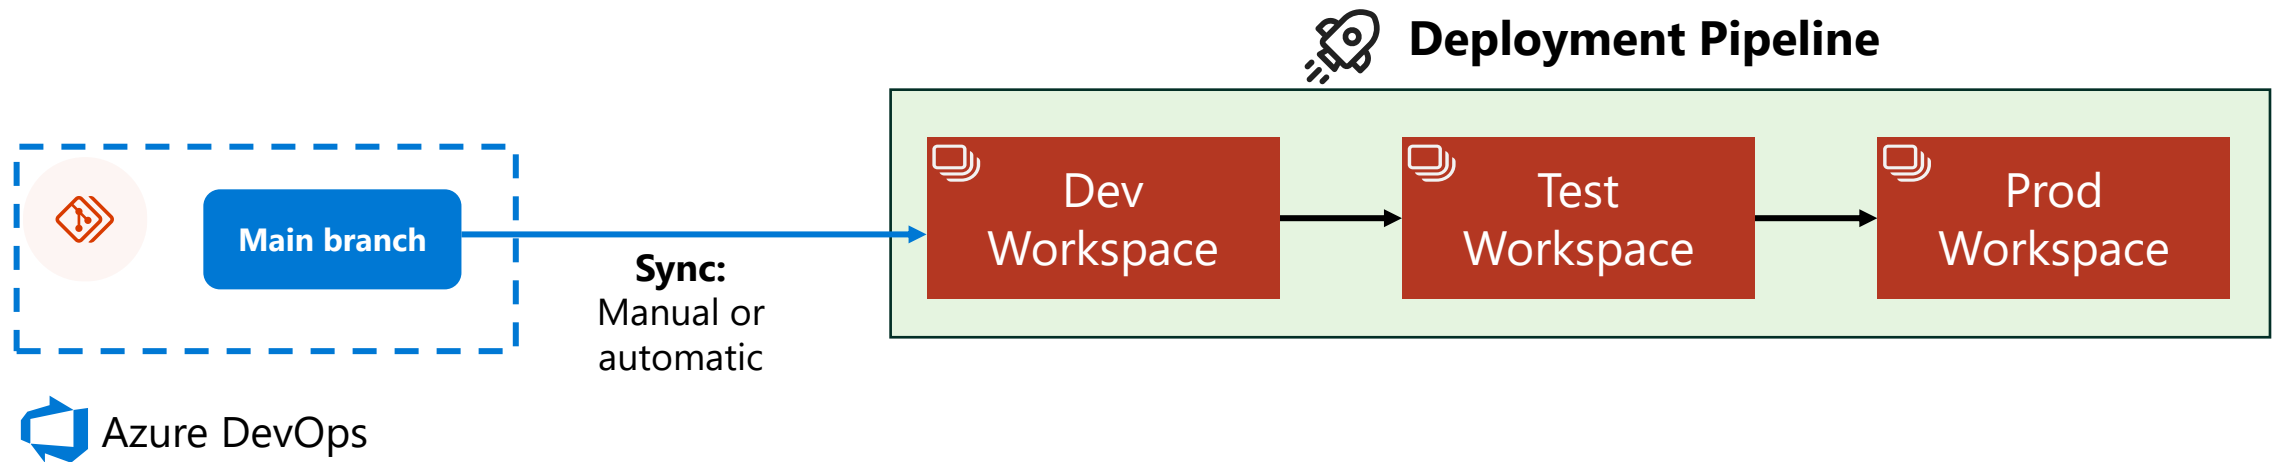 Deployment Pipeline
Main branch
Sync:
Manual or
automatic
Dev
Workspace
Test
Workspace
Prod
Workspace
Azure DevOps